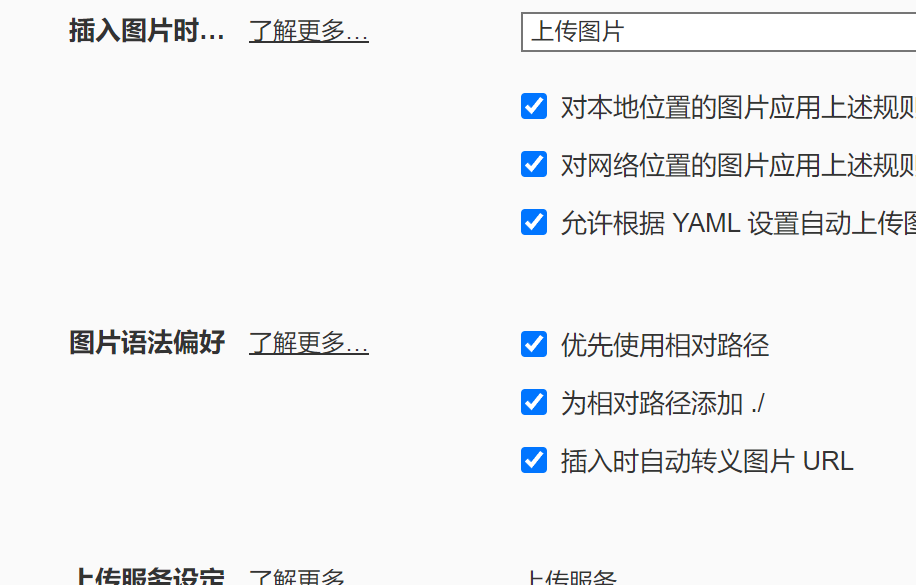 插入图片时... 了解更多... 上传图片
对本地位置的图片应用上述规则
对网络位置的图片应用上述规则
允许根据 YAML 设置自动上传图
图片语法偏好 了解更多... 优先使用相对路径
为相对路径添加 ./
插入时自动转义图片 URL
上传服务设定 了解更多... 上传服务